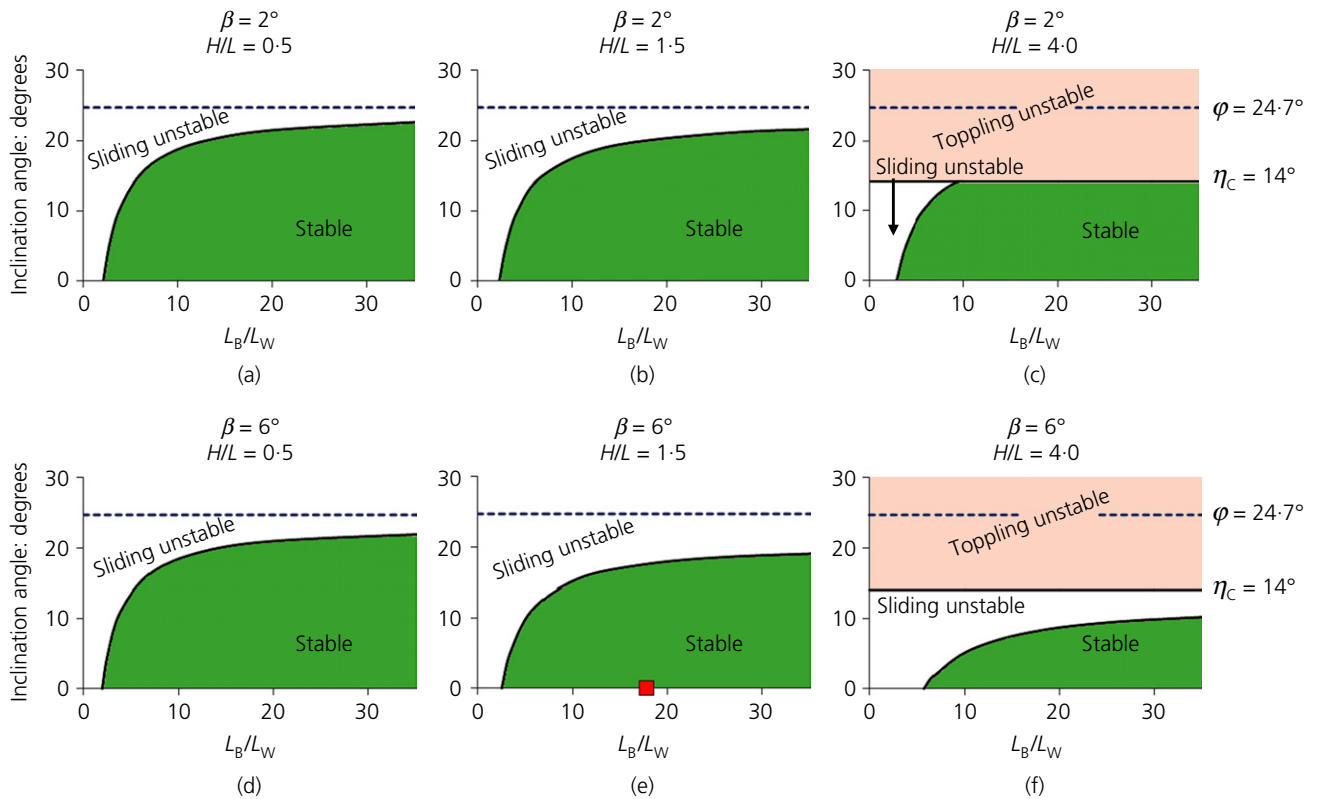 β = 2°
H/L = 0·5
β = 2°
H/L = 1·5
β = 2°
H/L = 4·0
Inclination angle: degrees
30
20
10
0
Sliding unstable
Stable
0 10 20 30
L_B/L_W
(a)
30
20
10
0
Sliding unstable
Stable
0 10 20 30
L_B/L_W
(b)
30
20
10
0
Toppling unstable
Sliding unstable
Stable
φ = 24·7°
η_C = 14°
0 10 20 30
L_B/L_W
(c)
β = 6°
H/L = 0·5
β = 6°
H/L = 1·5
β = 6°
H/L = 4·0
Inclination angle: degrees
30
20
10
0
Sliding unstable
Stable
0 10 20 30
L_B/L_W
(d)
30
20
10
0
Sliding unstable
Stable
0 10 20 30
L_B/L_W
(e)
30
20
10
0
Toppling unstable
Sliding unstable
Stable
φ = 24·7°
η_C = 14°
0 10 20 30
L_B/L_W
(f)